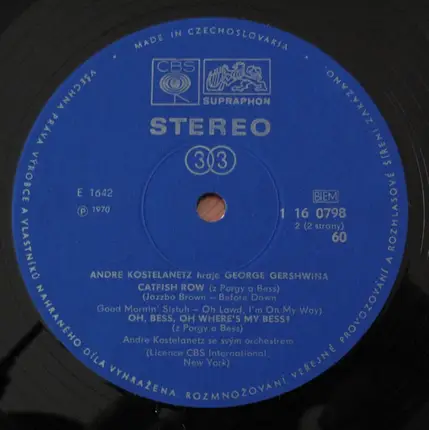 • MADE IN CZECHOSLOVAKIA •
CBS
SUPRAPHON
STEREO
33
E 1642
℗ 1970
BIEM
1 16 0798
2 (2 strany)
60
ANDRE KOSTELANETZ hraje GEORGE GERSHWINA
CATFISH ROW (z Porgy a Bess)
(Jazzbo Brown – Before Dawn
Good Mornin' Sistuh – Oh Lawd, I'm On My Way)
OH, BESS, OH WHERE'S MY BESS?
(z Porgy a Bess)
Andre Kostelanetz se svým orchestrem
(Licence CBS International,
New York)
VŠECHNA PRÁVA VÝROBCE A VLASTNÍKA NAHRANÉHO DÍLA VYHRAŽENA. ROZMNOŽOVÁNÍ, VEŘEJNÉ PROVOZOVÁNÍ A ROZHLASOVÉ ŠÍŘENÍ ZAKÁZÁNO